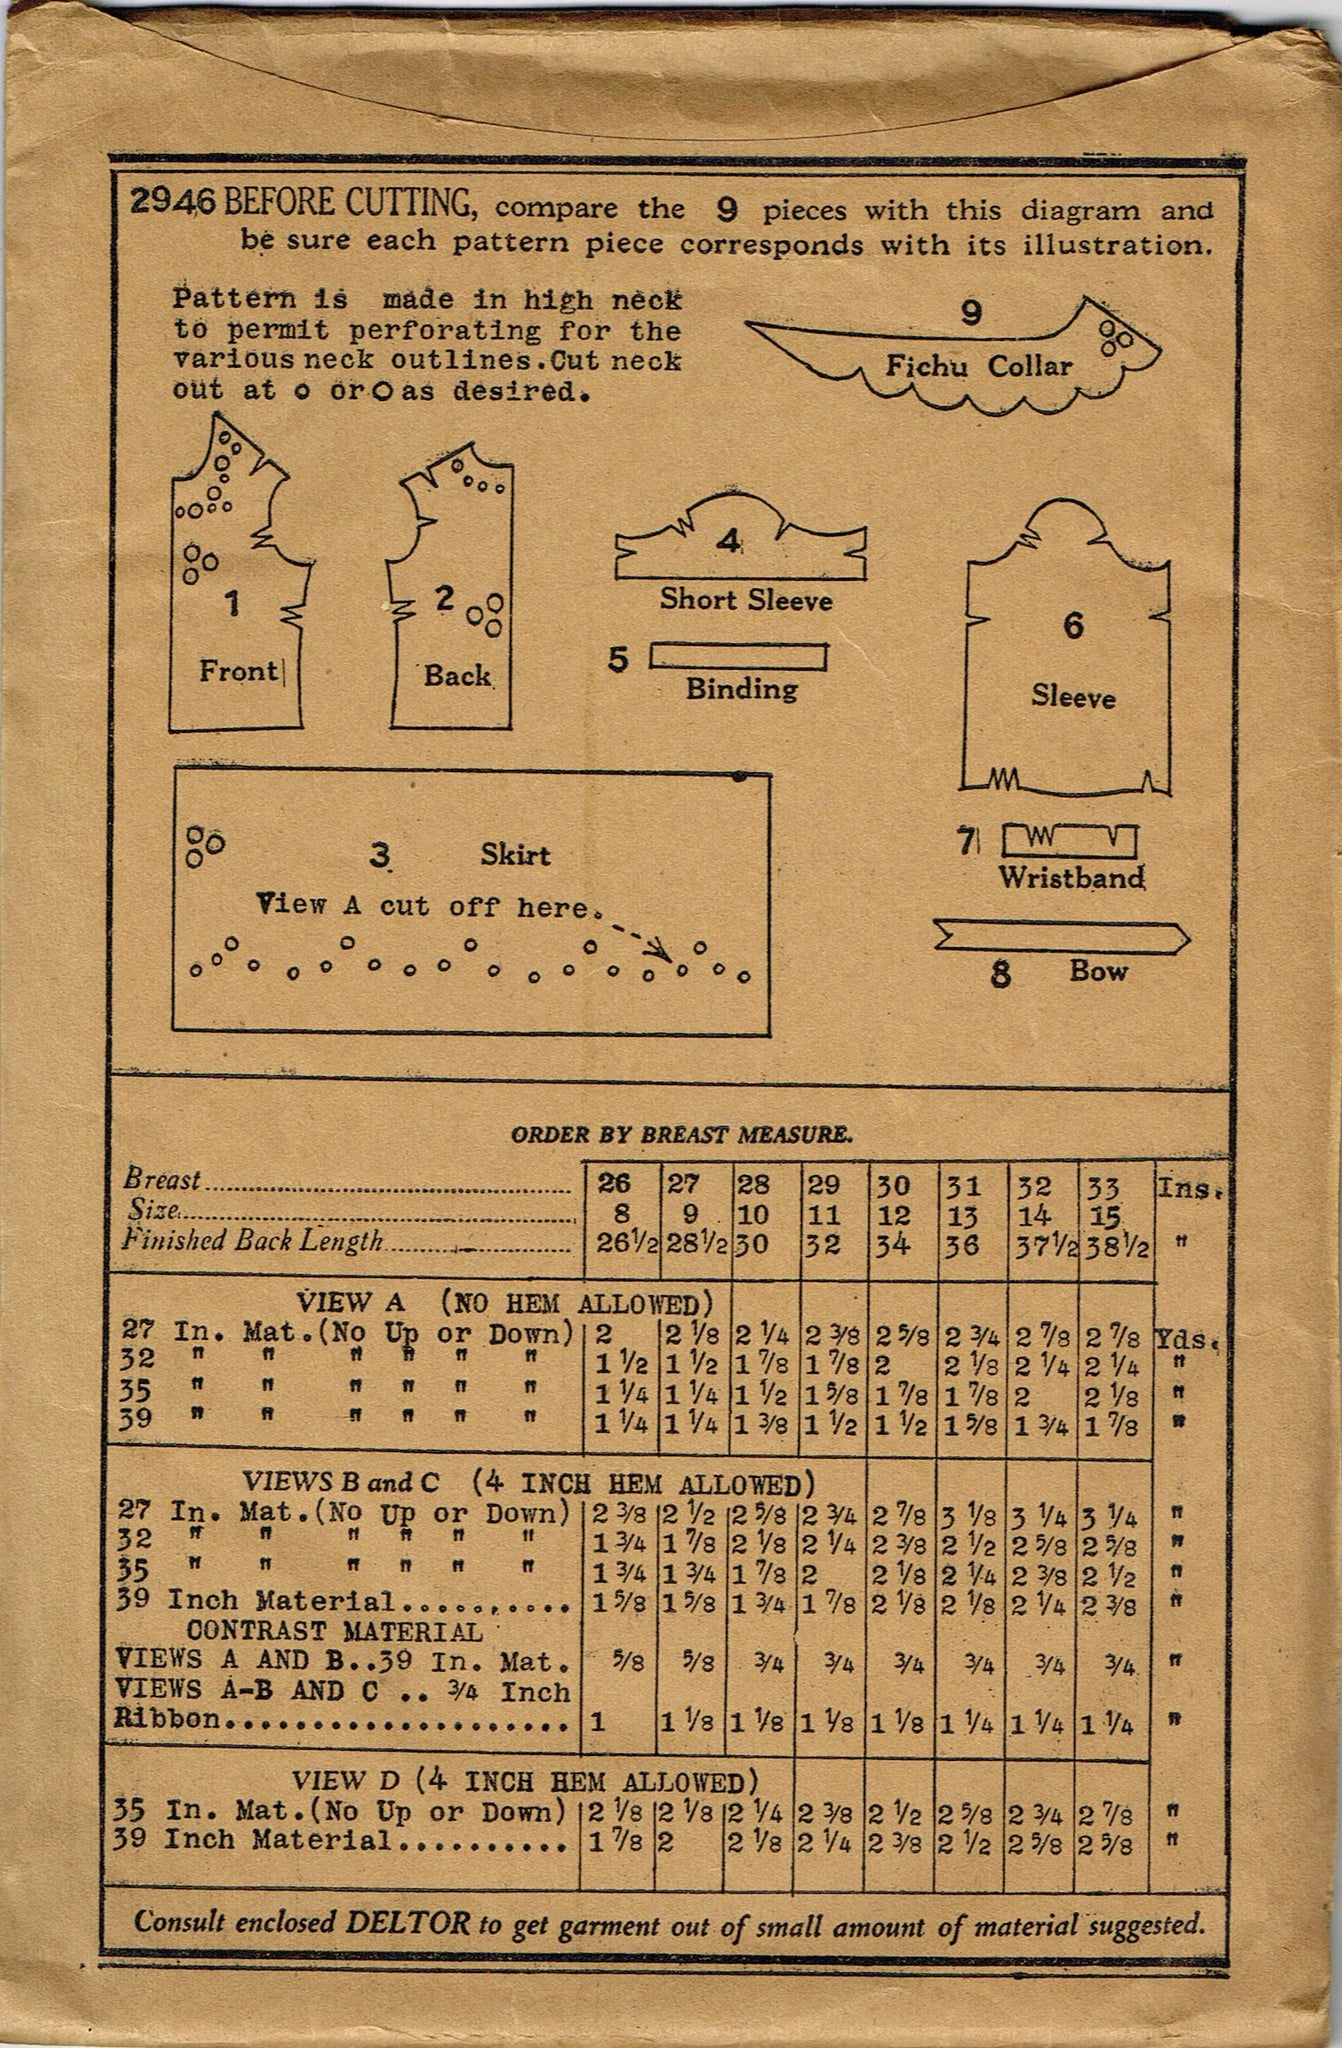 2946 BEFORE CUTTING, compare the 9 pieces with this diagram and
be sure each pattern piece corresponds with its illustration.
Pattern is made in high neck
to permit perforating for the
various neck outlines.Cut neck
out at o or O as desired.
9
Fichu Collar
1
Front
2
Back
4
Short Sleeve
5
Binding
6
Sleeve
3 Skirt
View A cut off here.
7
Wristband
8 Bow
ORDER BY BREAST MEASURE.
Breast 26 27 28 29 30 31 32 33 Ins.
Size 8 9 10 11 12 13 14 15
Finished Back Length 26 1/2 28 1/2 30 32 34 36 37 1/2 38 1/2 "
VIEW A (NO HEM ALLOWED)
27 In. Mat.(No Up or Down) 2 2 1/8 2 1/4 2 3/8 2 5/8 2 3/4 2 7/8 2 7/8 Yds.
32 " " " " " " 1 1/2 1 1/2 1 7/8 1 7/8 2 2 1/8 2 1/4 2 1/4 "
35 " " " " " " 1 1/4 1 1/4 1 1/2 1 5/8 1 7/8 1 7/8 2 2 1/8 "
39 " " " " " " 1 1/4 1 1/4 1 3/8 1 1/2 1 1/2 1 5/8 1 3/4 1 7/8 "
VIEWS B and C (4 INCH HEM ALLOWED)
27 In. Mat.(No Up or Down) 2 3/8 2 1/2 2 5/8 2 3/4 2 7/8 3 1/8 3 1/4 3 1/4 "
32 " " " " " " 1 3/4 1 7/8 2 1/8 2 1/4 2 3/8 2 1/2 2 5/8 2 5/8 "
35 " " " " " " 1 3/4 1 3/4 1 7/8 2 2 1/8 2 1/4 2 3/8 2 1/2 "
39 Inch Material.......... 1 5/8 1 5/8 1 3/4 1 7/8 2 1/8 2 1/8 2 1/4 2 3/8 "
CONTRAST MATERIAL
VIEWS A AND B..39 In. Mat. 5/8 5/8 3/4 3/4 3/4 3/4 3/4 3/4 "
VIEWS A-B AND C .. 3/4 Inch
Ribbon.................... 1 1 1/8 1 1/8 1 1/8 1 1/8 1 1/4 1 1/4 1 1/4 "
VIEW D (4 INCH HEM ALLOWED)
35 In. Mat.(No Up or Down) 2 1/8 2 1/8 2 1/4 2 3/8 2 1/2 2 5/8 2 3/4 2 7/8 "
39 Inch Material.......... 1 7/8 2 2 1/8 2 1/4 2 3/8 2 1/2 2 5/8 2 5/8 "
Consult enclosed DELTOR to get garment out of small amount of material suggested.